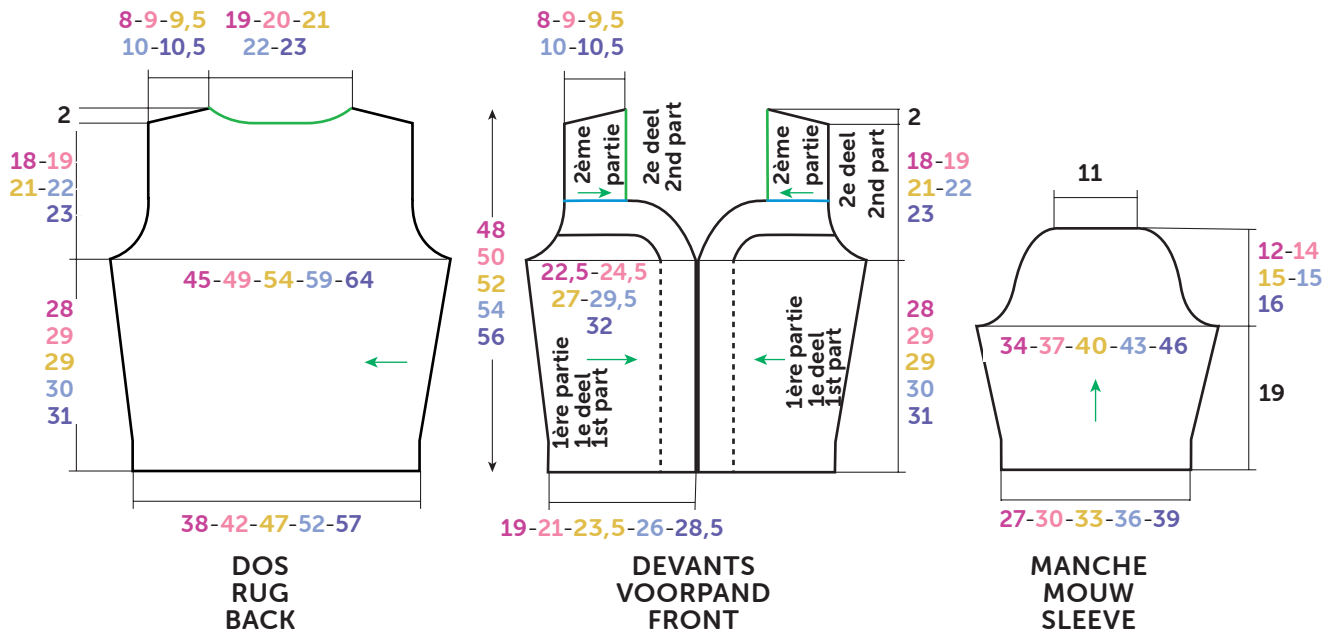 8-9-9,5 19-20-21
10-10,5 22-23
2
18-19
21-22
23
45-49-54-59-64
28
29
29
30
31
38-42-47-52-57
DOS
RUG
BACK
8-9-9,5
10-10,5
2ème
partie
2e deel
2nd part
2ème
partie
2e deel
2nd part
2
18-19
21-22
23
48
50
52
54
56
22,5-24,5
27-29,5
32
1ère partie
1e deel
1st part
1ère partie
1e deel
1st part
28
29
29
30
31
19-21-23,5-26-28,5
DEVANTS
VOORPAND
FRONT
11
12-14
15-15
16
34-37-40-43-46
19
27-30-33-36-39
MANCHE
MOUW
SLEEVE